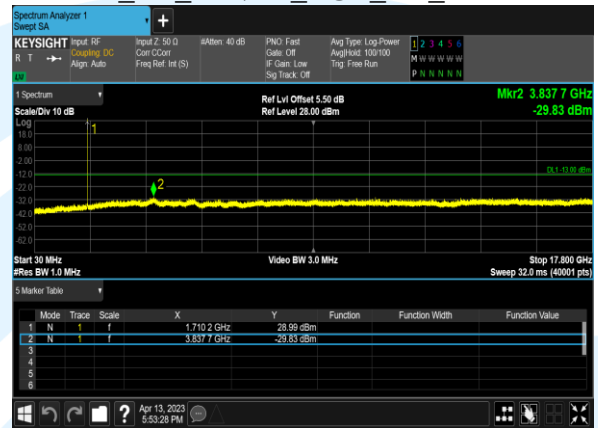 Spectrum Analyzer 1
Swept SA
+
KEYSIGHT Input: RF Input Z: 50 Ω #Atten: 40 dB PNO: Fast Avg Type: Log-Power 1 2 3 4 5 6
R T Coupling: DC Corr CCorr Gate: Off Avg|Hold: 100/100 M W W W W W
Align: Auto Freq Ref: Int (S) IF Gain: Low Trig: Free Run
LV Sig Track: Off P N N N N N
1 Spectrum Ref Lvl Offset 5.50 dB Mkr2 3.837 7 GHz
Scale/Div 10 dB Ref Level 28.00 dBm -29.83 dBm
Log
18.0 1
8.00
-2.00
DL1 -13.00 dBm
-12.0
-22.0 2
-32.0
-42.0
-52.0
-62.0
Start 30 MHz Video BW 3.0 MHz Stop 17.800 GHz
#Res BW 1.0 MHz Sweep 32.0 ms (40001 pts)
5 Marker Table
Mode Trace Scale X Y Function Function Width Function Value
1 N 1 f 1.710 2 GHz 28.99 dBm
2 N 1 f 3.837 7 GHz -29.83 dBm
3
4
5
6
? Apr 13, 2023
5:53:28 PM